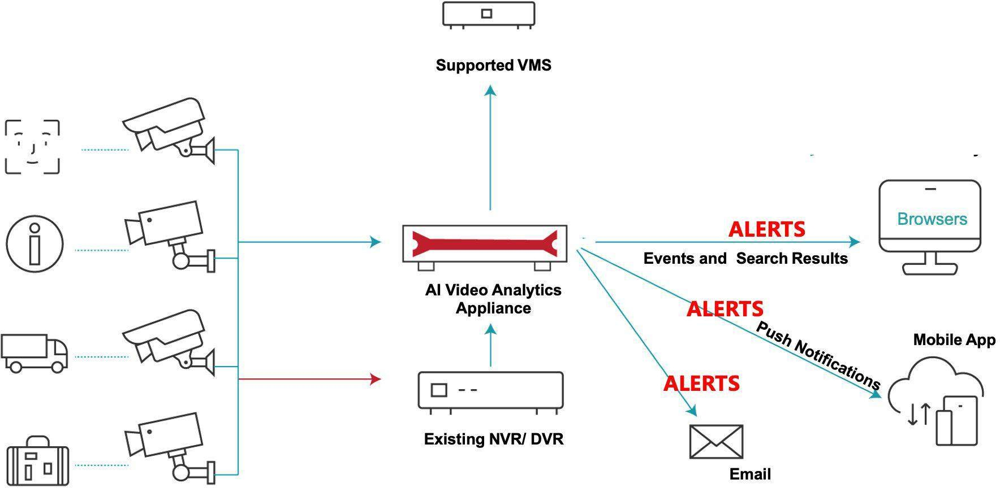 Supported VMS
Browsers
ALERTS
Events and Search Results
AI Video Analytics
Appliance
ALERTS
Push Notifications
Mobile App
ALERTS
Existing NVR/ DVR
Email